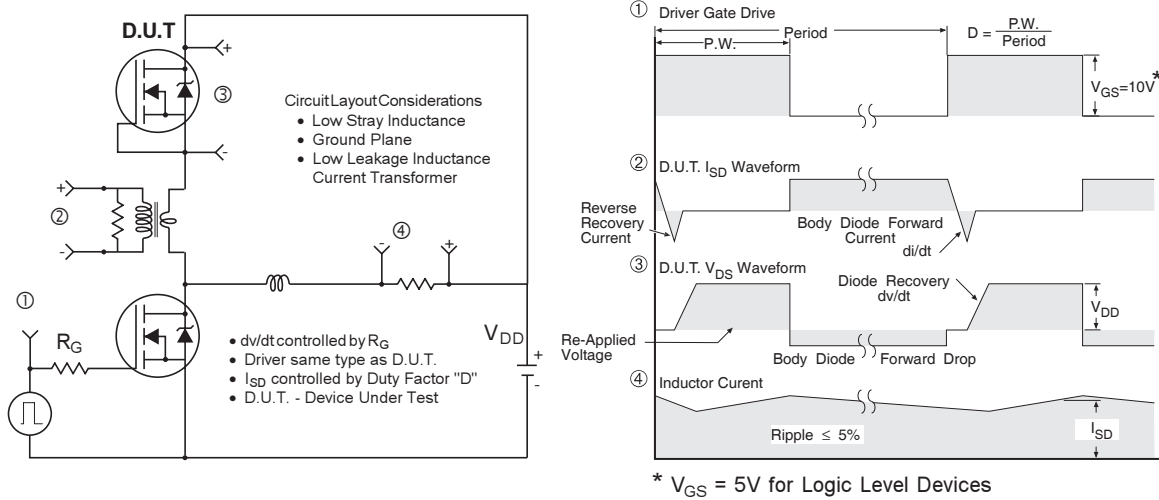 D.U.T
+
③
-
Circuit Layout Considerations
• Low Stray Inductance
• Ground Plane
• Low Leakage Inductance
Current Transformer
+
②
-
④
-
+
①
R_G
• dv/dt controlled by R_G
• Driver same type as D.U.T.
• I_SD controlled by Duty Factor "D"
• D.U.T. - Device Under Test
V_DD
+
-
① Driver Gate Drive
Period
P.W.
D = P.W. / Period
V_GS=10V*
② D.U.T. I_SD Waveform
Reverse
Recovery
Current
Body Diode Forward
Current
di/dt
③ D.U.T. V_DS Waveform
Diode Recovery
dv/dt
V_DD
Re-Applied
Voltage
Body Diode Forward Drop
④ Inductor Curent
Ripple ≤ 5%
I_SD
* V_GS = 5V for Logic Level Devices